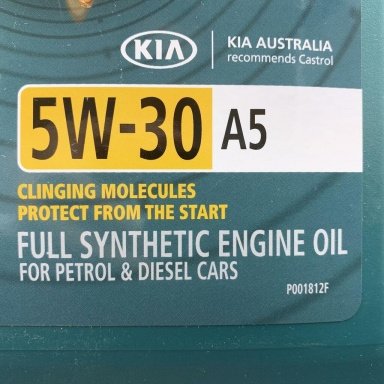 KIA
KIA AUSTRALIA
recommends Castrol
5W-30 A5
CLINGING MOLECULES
PROTECT FROM THE START
FULL SYNTHETIC ENGINE OIL
FOR PETROL & DIESEL CARS
P001812F